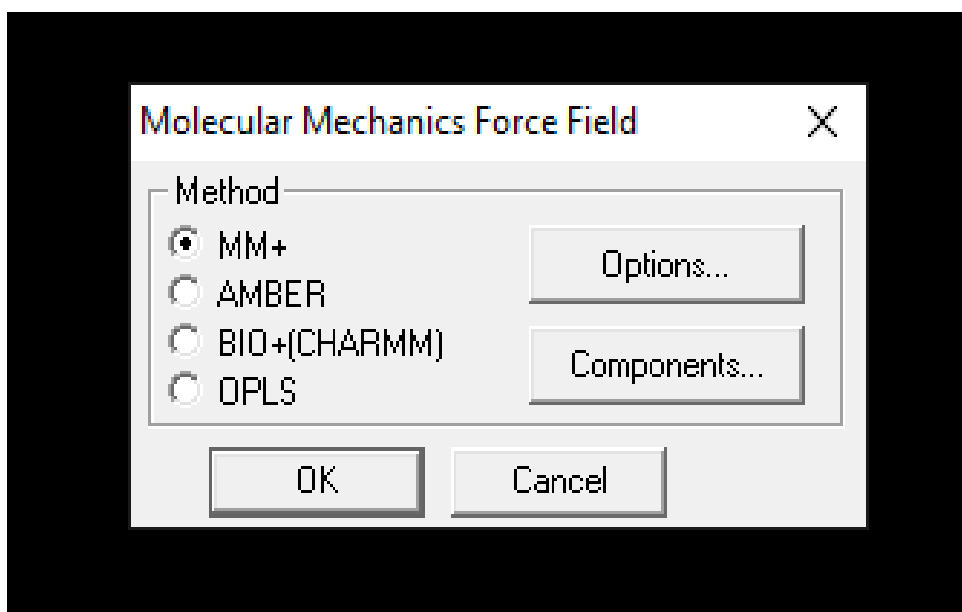 Molecular Mechanics Force Field
Method
MM+
AMBER
BIO+(CHARMM)
OPLS
Options...
Components...
OK
Cancel